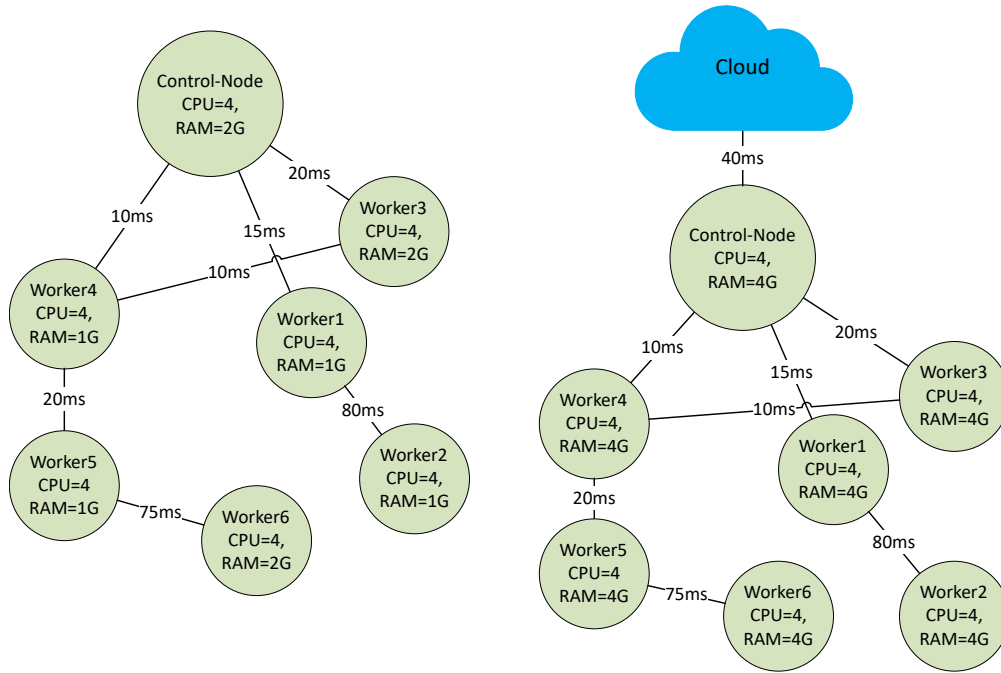 Control-Node
CPU=4,
RAM=2G
10ms
15ms
20ms
Worker3
CPU=4,
RAM=2G
10ms
Worker4
CPU=4,
RAM=1G
Worker1
CPU=4,
RAM=1G
20ms
80ms
Worker5
CPU=4
RAM=1G
Worker2
CPU=4,
RAM=1G
75ms
Worker6
CPU=4,
RAM=2G
Cloud
40ms
Control-Node
CPU=4,
RAM=4G
10ms
15ms
20ms
Worker3
CPU=4,
RAM=4G
10ms
Worker4
CPU=4,
RAM=4G
Worker1
CPU=4,
RAM=4G
20ms
80ms
Worker5
CPU=4
RAM=4G
75ms
Worker6
CPU=4,
RAM=4G
Worker2
CPU=4,
RAM=4G